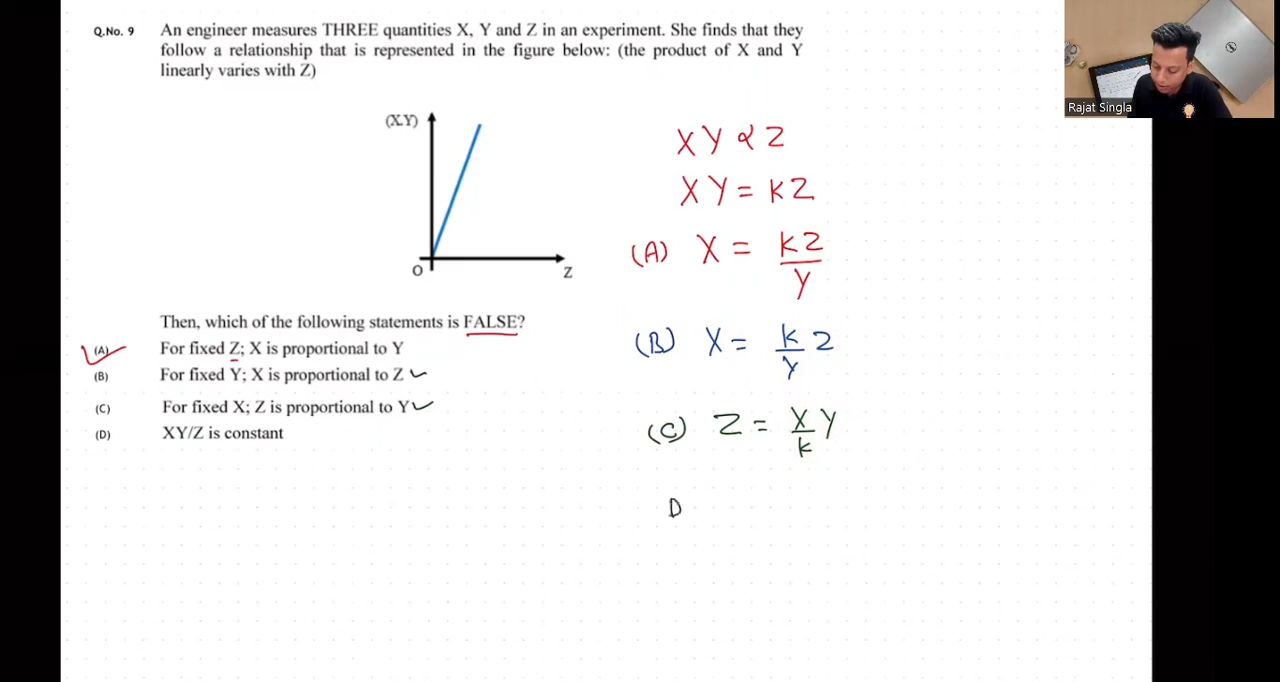 Q.No. 9 An engineer measures THREE quantities X, Y and Z in an experiment. She finds that they
follow a relationship that is represented in the figure below: (the product of X and Y
linearly varies with Z)
(XY)
O
Z
Then, which of the following statements is FALSE?
(A) For fixed Z; X is proportional to Y
(B) For fixed Y; X is proportional to Z
(C) For fixed X; Z is proportional to Y
(D) XY/Z is constant
XY ∝ Z
XY = KZ
(A) X = KZ/Y
(B) X = K/Y Z
(C) Z = X/K Y
D
Rajat Singla